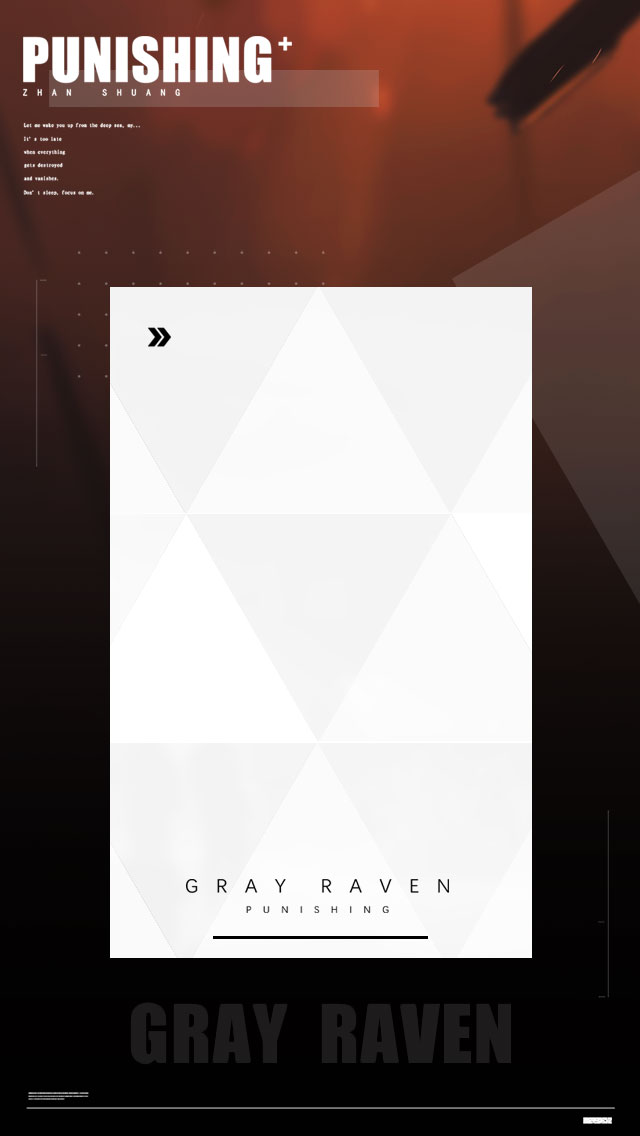 PUNISHING+
ZHAN SHUANG
Let me wake you up from the deep sea, my...
It's too late
when everything
gets destroyed
and vanishes.
Don't sleep, focus on me.
GRAY RAVEN
PUNISHING
GRAY RAVEN